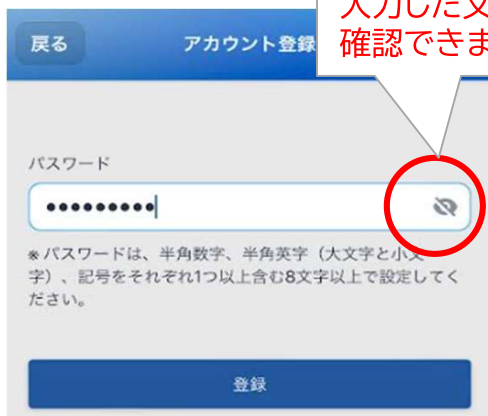 入力した文
確認できま
戻る
アカウント登録
パスワード
●●●●●●●●●
※パスワードは、半角数字、半角英字（大文字と小文
字）、記号をそれぞれ1つ以上含む8文字以上で設定してく
ださい。
登録